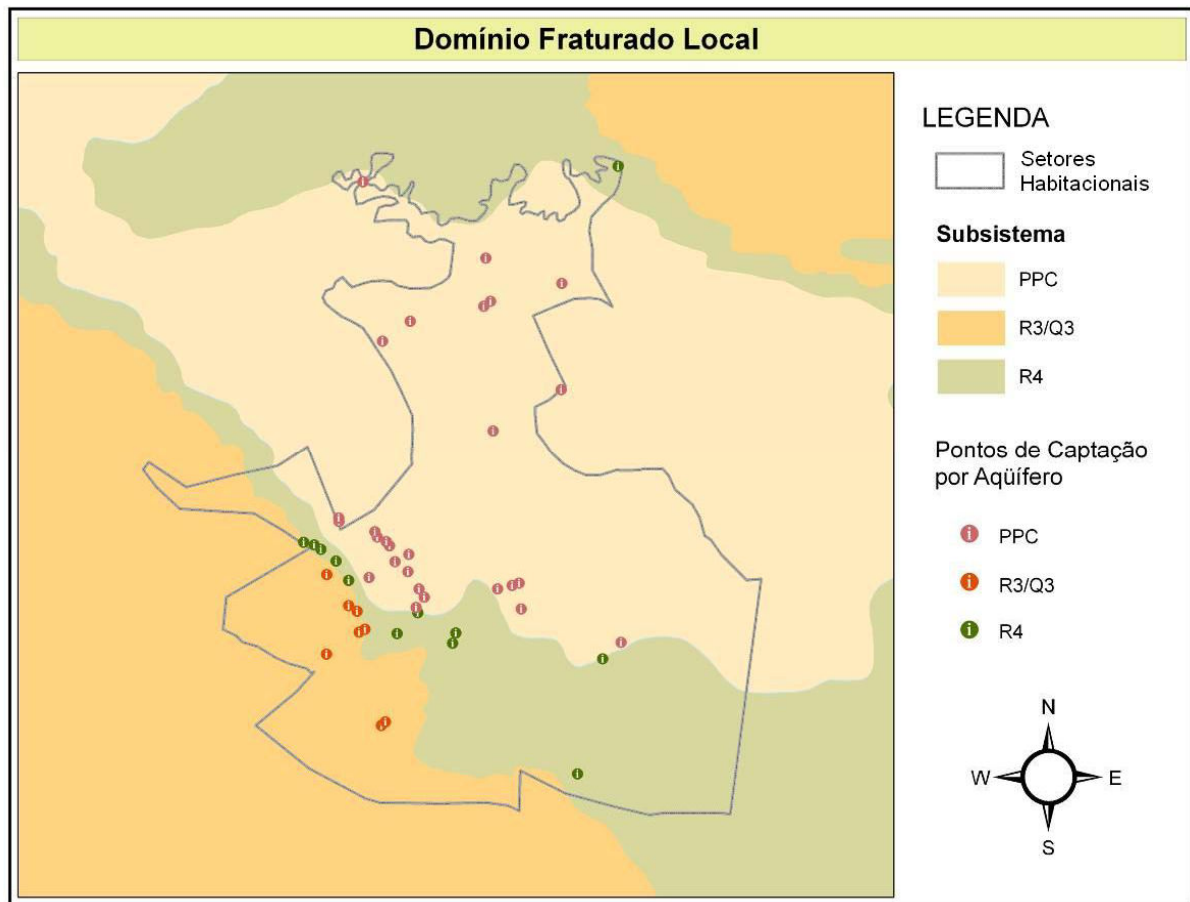 Domínio Fraturado Local
LEGENDA
Setores
Habitacionais
Subsistema
PPC
R3/Q3
R4
Pontos de Captação
por Aqüífero
PPC
R3/Q3
R4
N
W
E
S